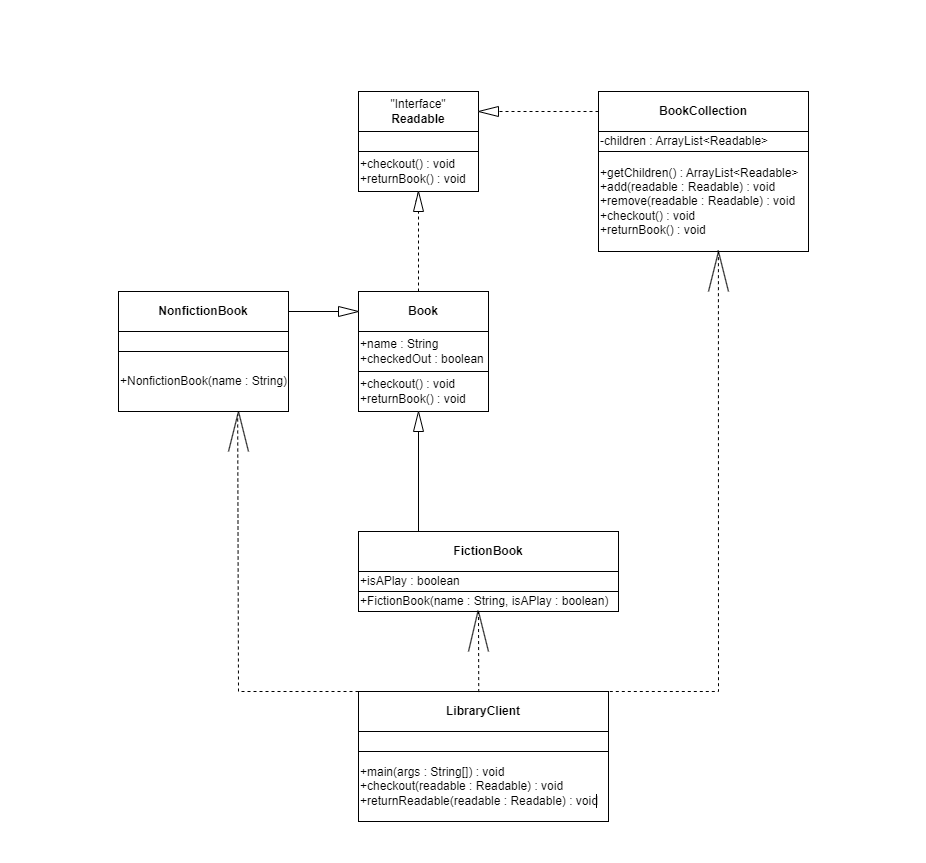 "Interface"
Readable
+checkout() : void
+returnBook() : void
BookCollection
-children : ArrayList<Readable>
+getChildren() : ArrayList<Readable>
+add(readable : Readable) : void
+remove(readable : Readable) : void
+checkout() : void
+returnBook() : void
NonfictionBook
+NonfictionBook(name : String)
Book
+name : String
+checkedOut : boolean
+checkout() : void
+returnBook() : void
FictionBook
+isAPlay : boolean
+FictionBook(name : String, isAPlay : boolean)
LibraryClient
+main(args : String[]) : void
+checkout(readable : Readable) : void
+returnReadable(readable : Readable) : void